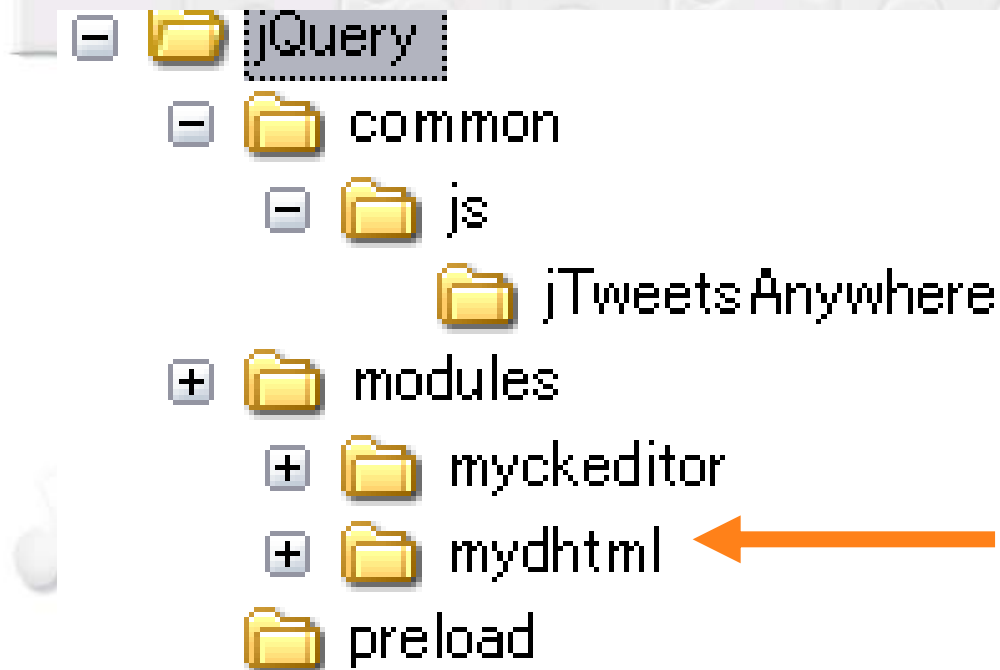 jQuery
common
js
jTweetsAnywhere
modules
myckeditor
mydhtml
preload